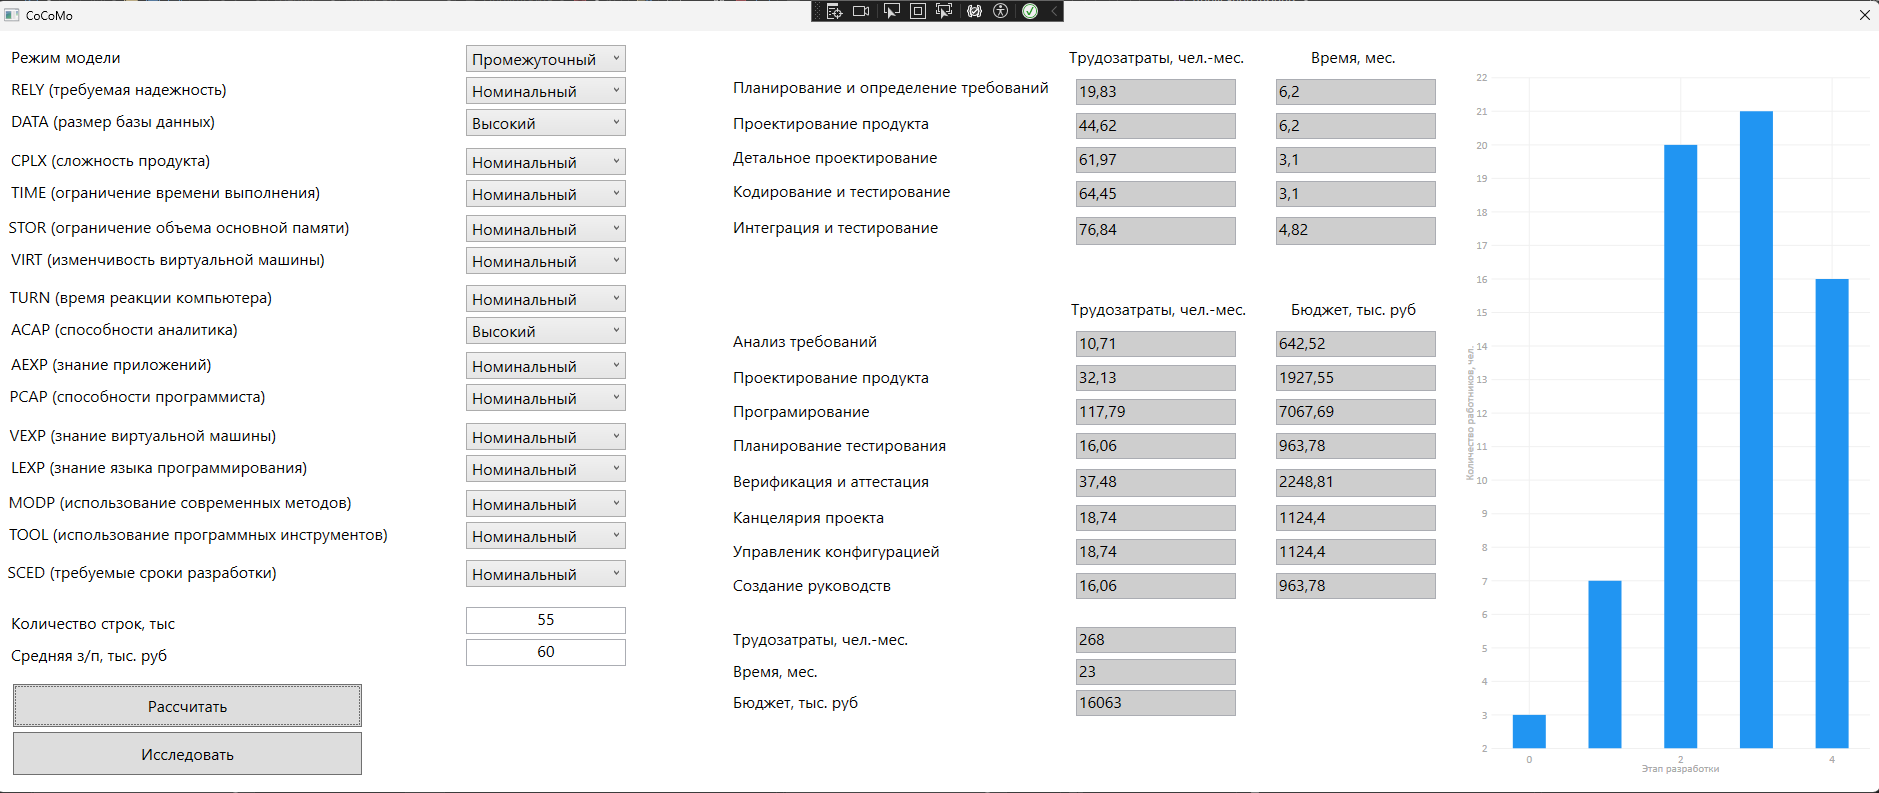 CoCoMo
Режим модели
Промежуточный
RELY (требуемая надежность)
Номинальный
DATA (размер базы данных)
Высокий
CPLX (сложность продукта)
Номинальный
TIME (ограничение времени выполнения)
Номинальный
STOR (ограничение объема основной памяти)
Номинальный
VIRT (изменчивость виртуальной машины)
Номинальный
TURN (время реакции компьютера)
Номинальный
ACAP (способности аналитика)
Высокий
AEXP (знание приложений)
Номинальный
PCAP (способности программиста)
Номинальный
VEXP (знание виртуальной машины)
Номинальный
LEXP (знание языка программирования)
Номинальный
MODP (использование современных методов)
Номинальный
TOOL (использование программных инструментов)
Номинальный
SCED (требуемые сроки разработки)
Номинальный
Количество строк, тыс
55
Средняя з/п, тыс. руб
60
Рассчитать
Исследовать
Трудозатраты, чел.-мес. Время, мес.
Планирование и определение требований 19,83 6,2
Проектирование продукта 44,62 6,2
Детальное проектирование 61,97 3,1
Кодирование и тестирование 64,45 3,1
Интеграция и тестирование 76,84 4,82
Трудозатраты, чел.-мес. Бюджет, тыс. руб
Анализ требований 10,71 642,52
Проектирование продукта 32,13 1927,55
Програмирование 117,79 7067,69
Планирование тестирования 16,06 963,78
Верификация и аттестация 37,48 2248,81
Канцелярия проекта 18,74 1124,4
Управленик конфигурацией 18,74 1124,4
Создание руководств 16,06 963,78
Трудозатраты, чел.-мес. 268
Время, мес. 23
Бюджет, тыс. руб 16063
Количество работников, чел.
22
21
20
19
18
17
16
15
14
13
12
11
10
9
8
7
6
5
4
3
2
0 2 4
Этап разработки